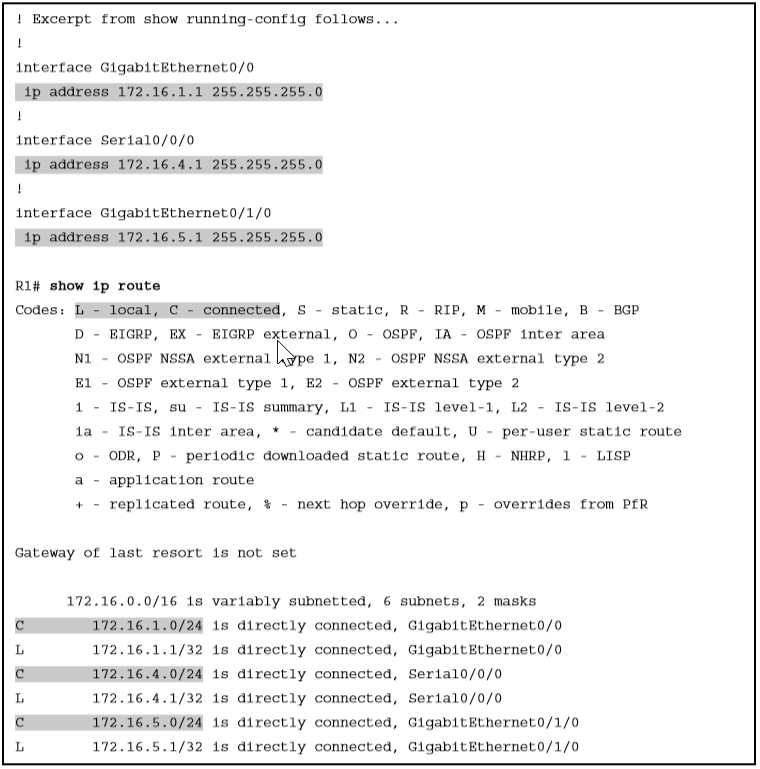 ! Excerpt from show running-config follows...
!
interface GigabitEthernet0/0
 ip address 172.16.1.1 255.255.255.0
!
interface Serial0/0/0
 ip address 172.16.4.1 255.255.255.0
!
interface GigabitEthernet0/1/0
 ip address 172.16.5.1 255.255.255.0
R1# show ip route
Codes: L - local, C - connected, S - static, R - RIP, M - mobile, B - BGP
       D - EIGRP, EX - EIGRP external, O - OSPF, IA - OSPF inter area
       N1 - OSPF NSSA external type 1, N2 - OSPF NSSA external type 2
       E1 - OSPF external type 1, E2 - OSPF external type 2
       i - IS-IS, su - IS-IS summary, L1 - IS-IS level-1, L2 - IS-IS level-2
       ia - IS-IS inter area, * - candidate default, U - per-user static route
       o - ODR, P - periodic downloaded static route, H - NHRP, l - LISP
       a - application route
       + - replicated route, % - next hop override, p - overrides from PfR
Gateway of last resort is not set
      172.16.0.0/16 is variably subnetted, 6 subnets, 2 masks
C        172.16.1.0/24 is directly connected, GigabitEthernet0/0
L        172.16.1.1/32 is directly connected, GigabitEthernet0/0
C        172.16.4.0/24 is directly connected, Serial0/0/0
L        172.16.4.1/32 is directly connected, Serial0/0/0
C        172.16.5.0/24 is directly connected, GigabitEthernet0/1/0
L        172.16.5.1/32 is directly connected, GigabitEthernet0/1/0